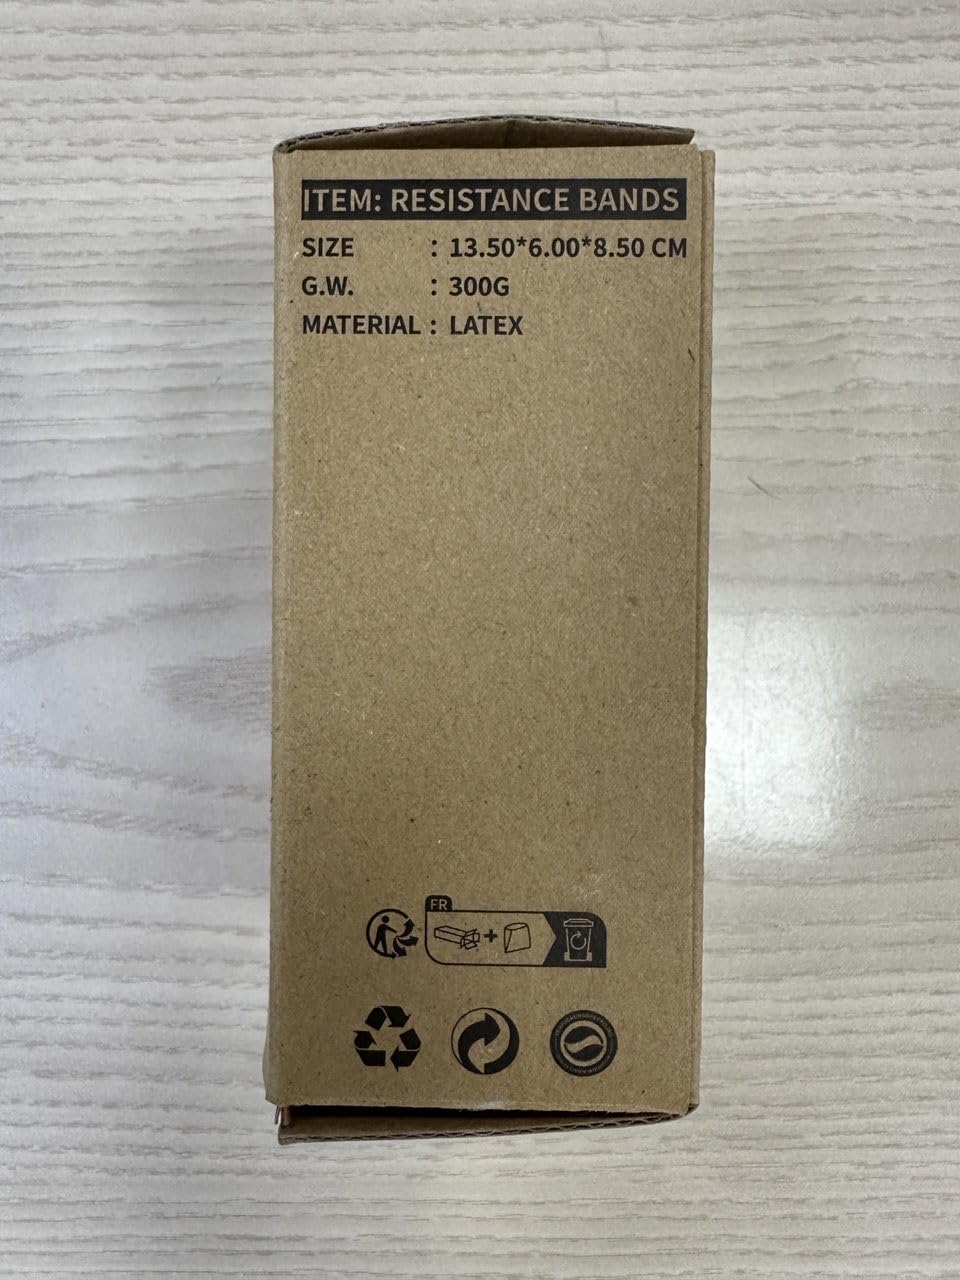 ITEM: RESISTANCE BANDS
SIZE : 13.50*6.00*8.50 CM
G.W. : 300G
MATERIAL : LATEX
FR